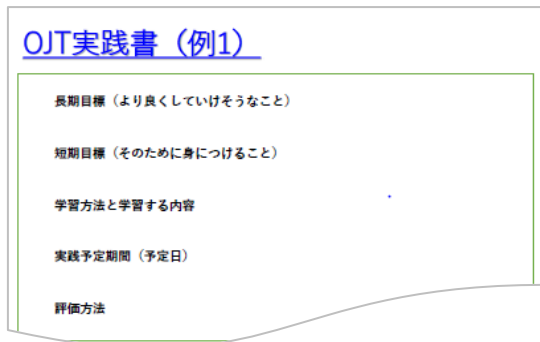 OJT実践書（例1）
長期目標（より良くしていけそうなこと）
短期目標（そのために身につけること）
学習方法と学習する内容
実践予定期間（予定日）
評価方法